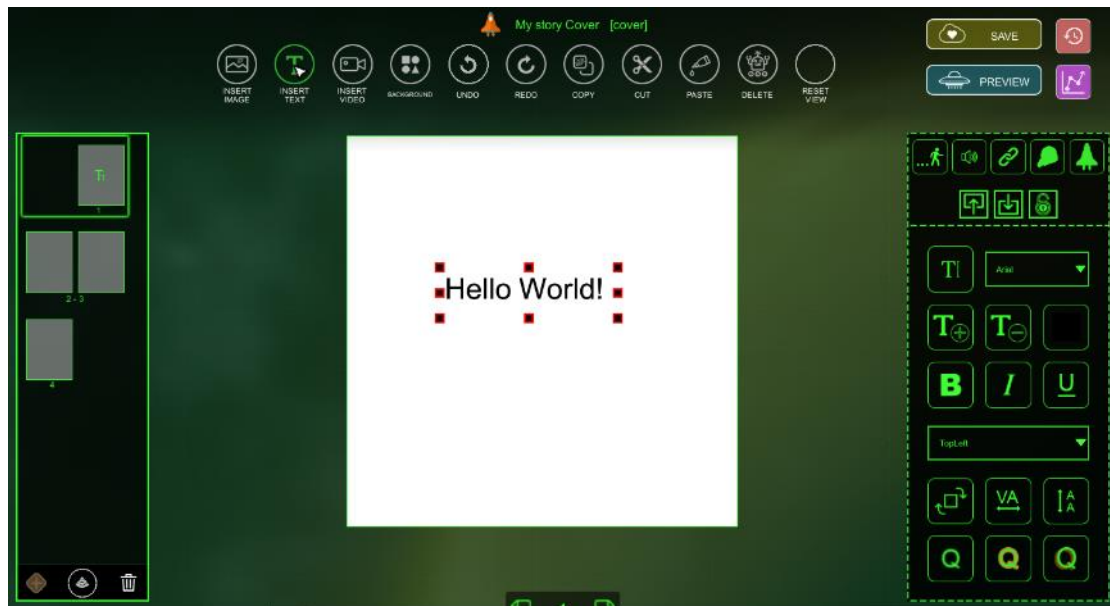 My story Cover [cover]
SAVE
PREVIEW
INSERT IMAGE
INSERT TEXT
INSERT VIDEO
BACKGROUND
UNDO
REDO
COPY
CUT
PASTE
DELETE
RESET VIEW
TI
1
2 - 3
4
Hello World!
TI
Arial
T
T
B
I
U
TopLeft
VA
A
A
Q
Q
Q